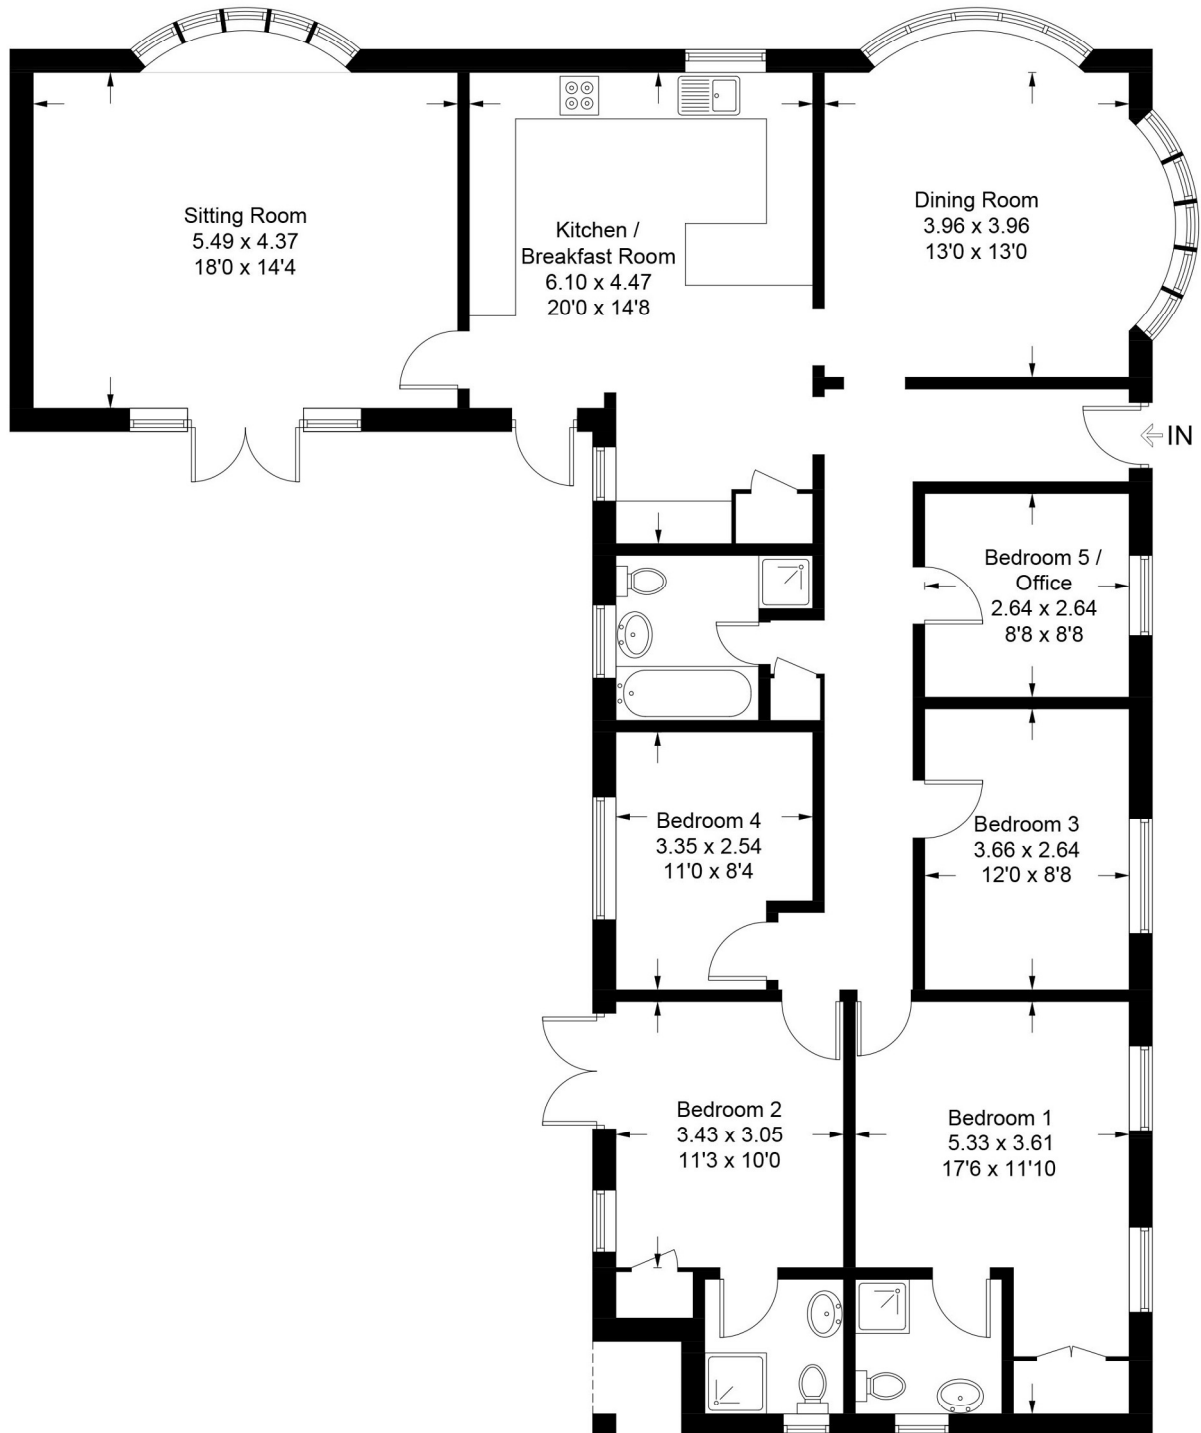 Sitting Room
5.49 x 4.37
18'0 x 14'4
Kitchen /
Breakfast Room
6.10 x 4.47
20'0 x 14'8
Dining Room
3.96 x 3.96
13'0 x 13'0
IN
Bedroom 5 /
Office
2.64 x 2.64
8'8 x 8'8
Bedroom 4
3.35 x 2.54
11'0 x 8'4
Bedroom 3
3.66 x 2.64
12'0 x 8'8
Bedroom 2
3.43 x 3.05
11'3 x 10'0
Bedroom 1
5.33 x 3.61
17'6 x 11'10